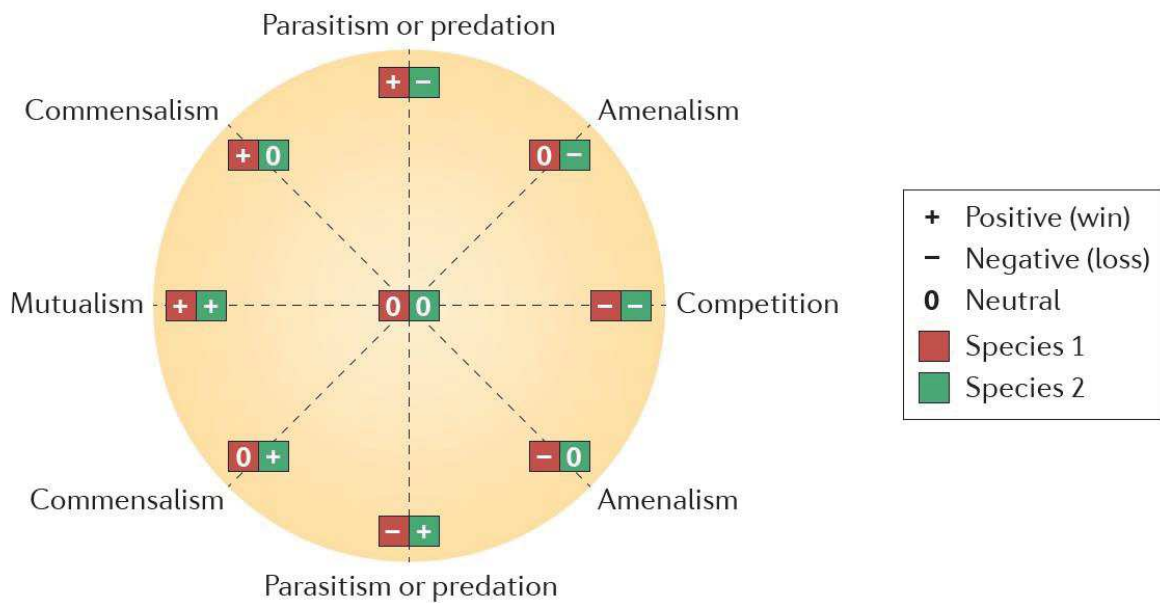 Parasitism or predation
+ −
Commensalism
Amenalism
+ 0
0 −
Mutualism
+ +
0 0
− −
Competition
0 +
− 0
Commensalism
Amenalism
− +
Parasitism or predation
+ Positive (win)
− Negative (loss)
0 Neutral
Species 1
Species 2